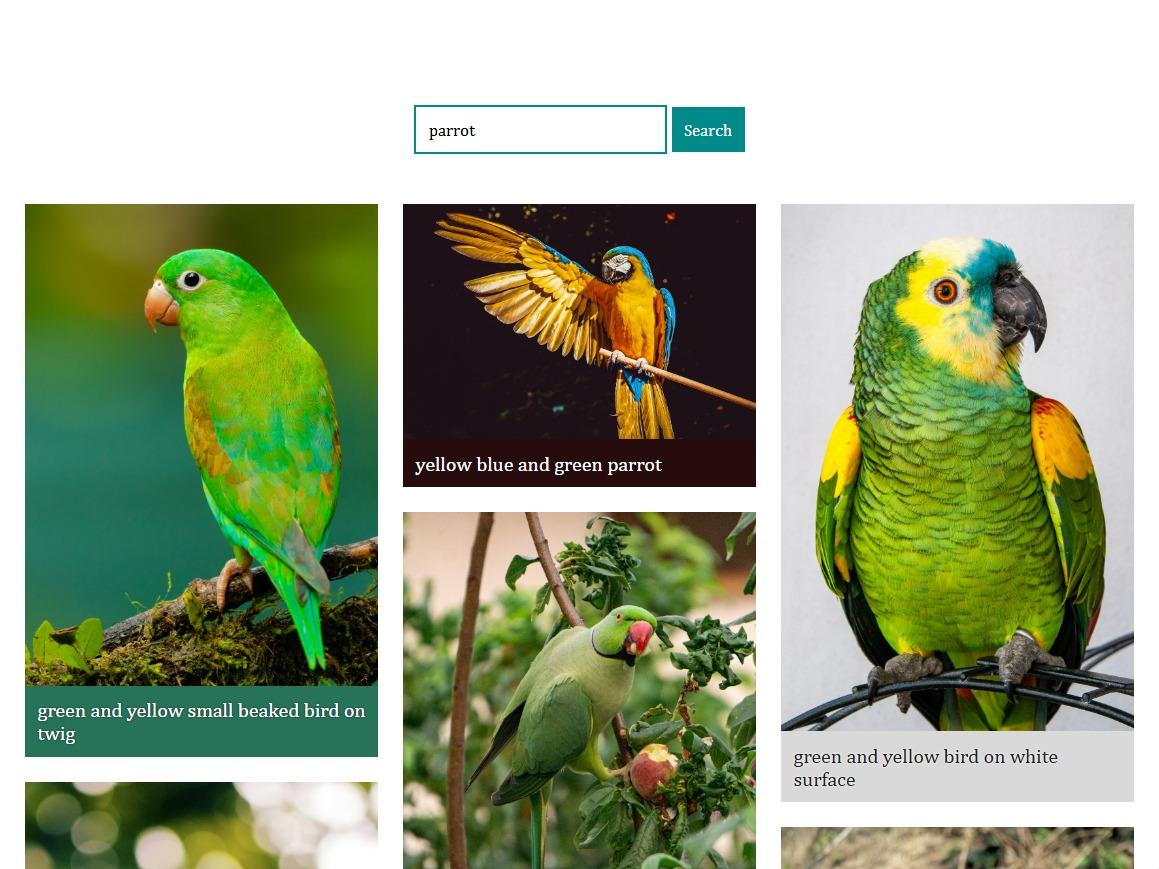 parrot
Search
yellow blue and green parrot
green and yellow small beaked bird on
twig
green and yellow bird on white
surface